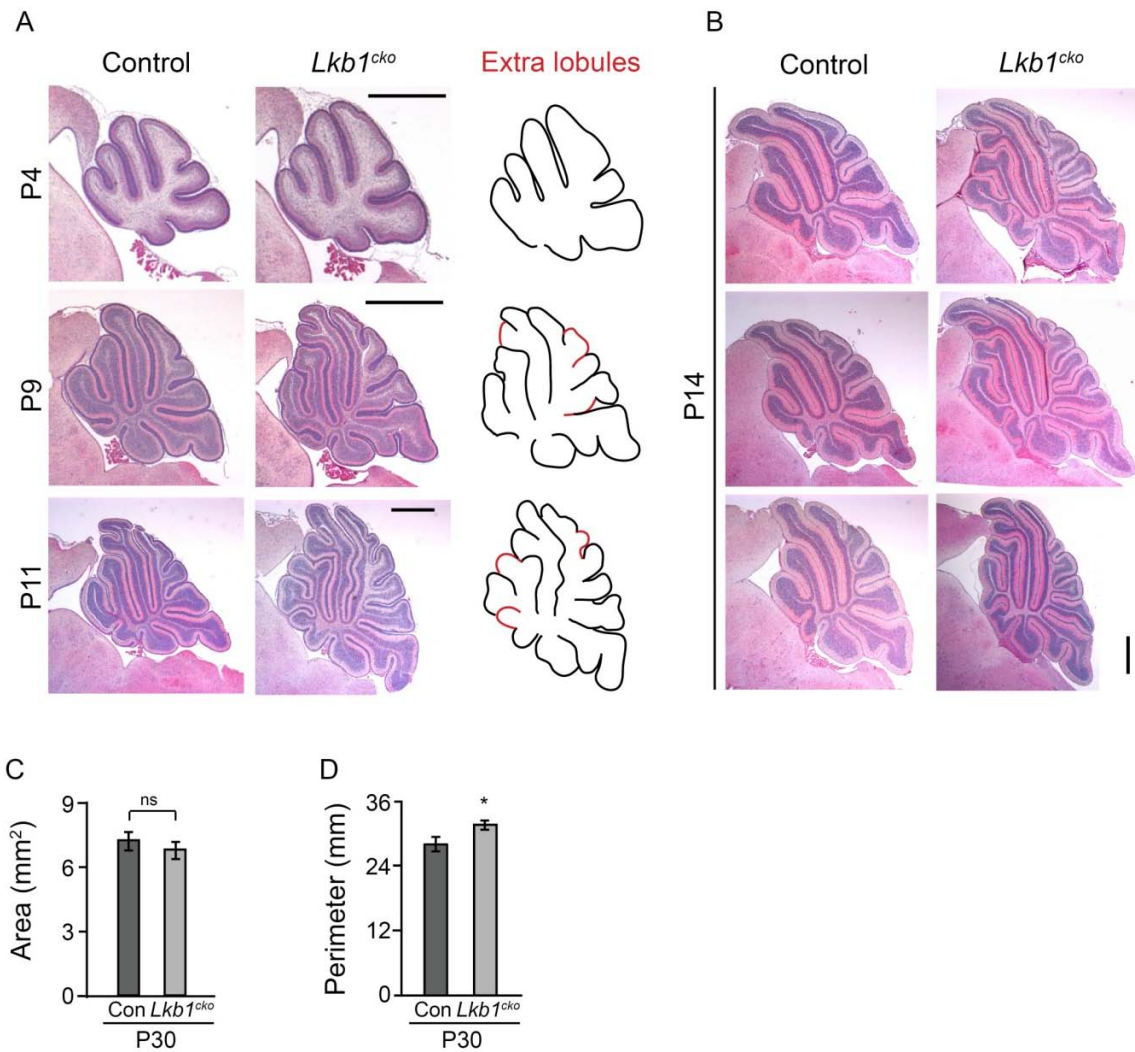 A
B
Control
Lkb1cko
Extra lobules
Control
Lkb1cko
P4
P9
P11
P14
C
D
ns
*
Area (mm2)
9
6
3
0
Perimeter (mm)
36
24
12
0
Con Lkb1cko
P30
Con Lkb1cko
P30